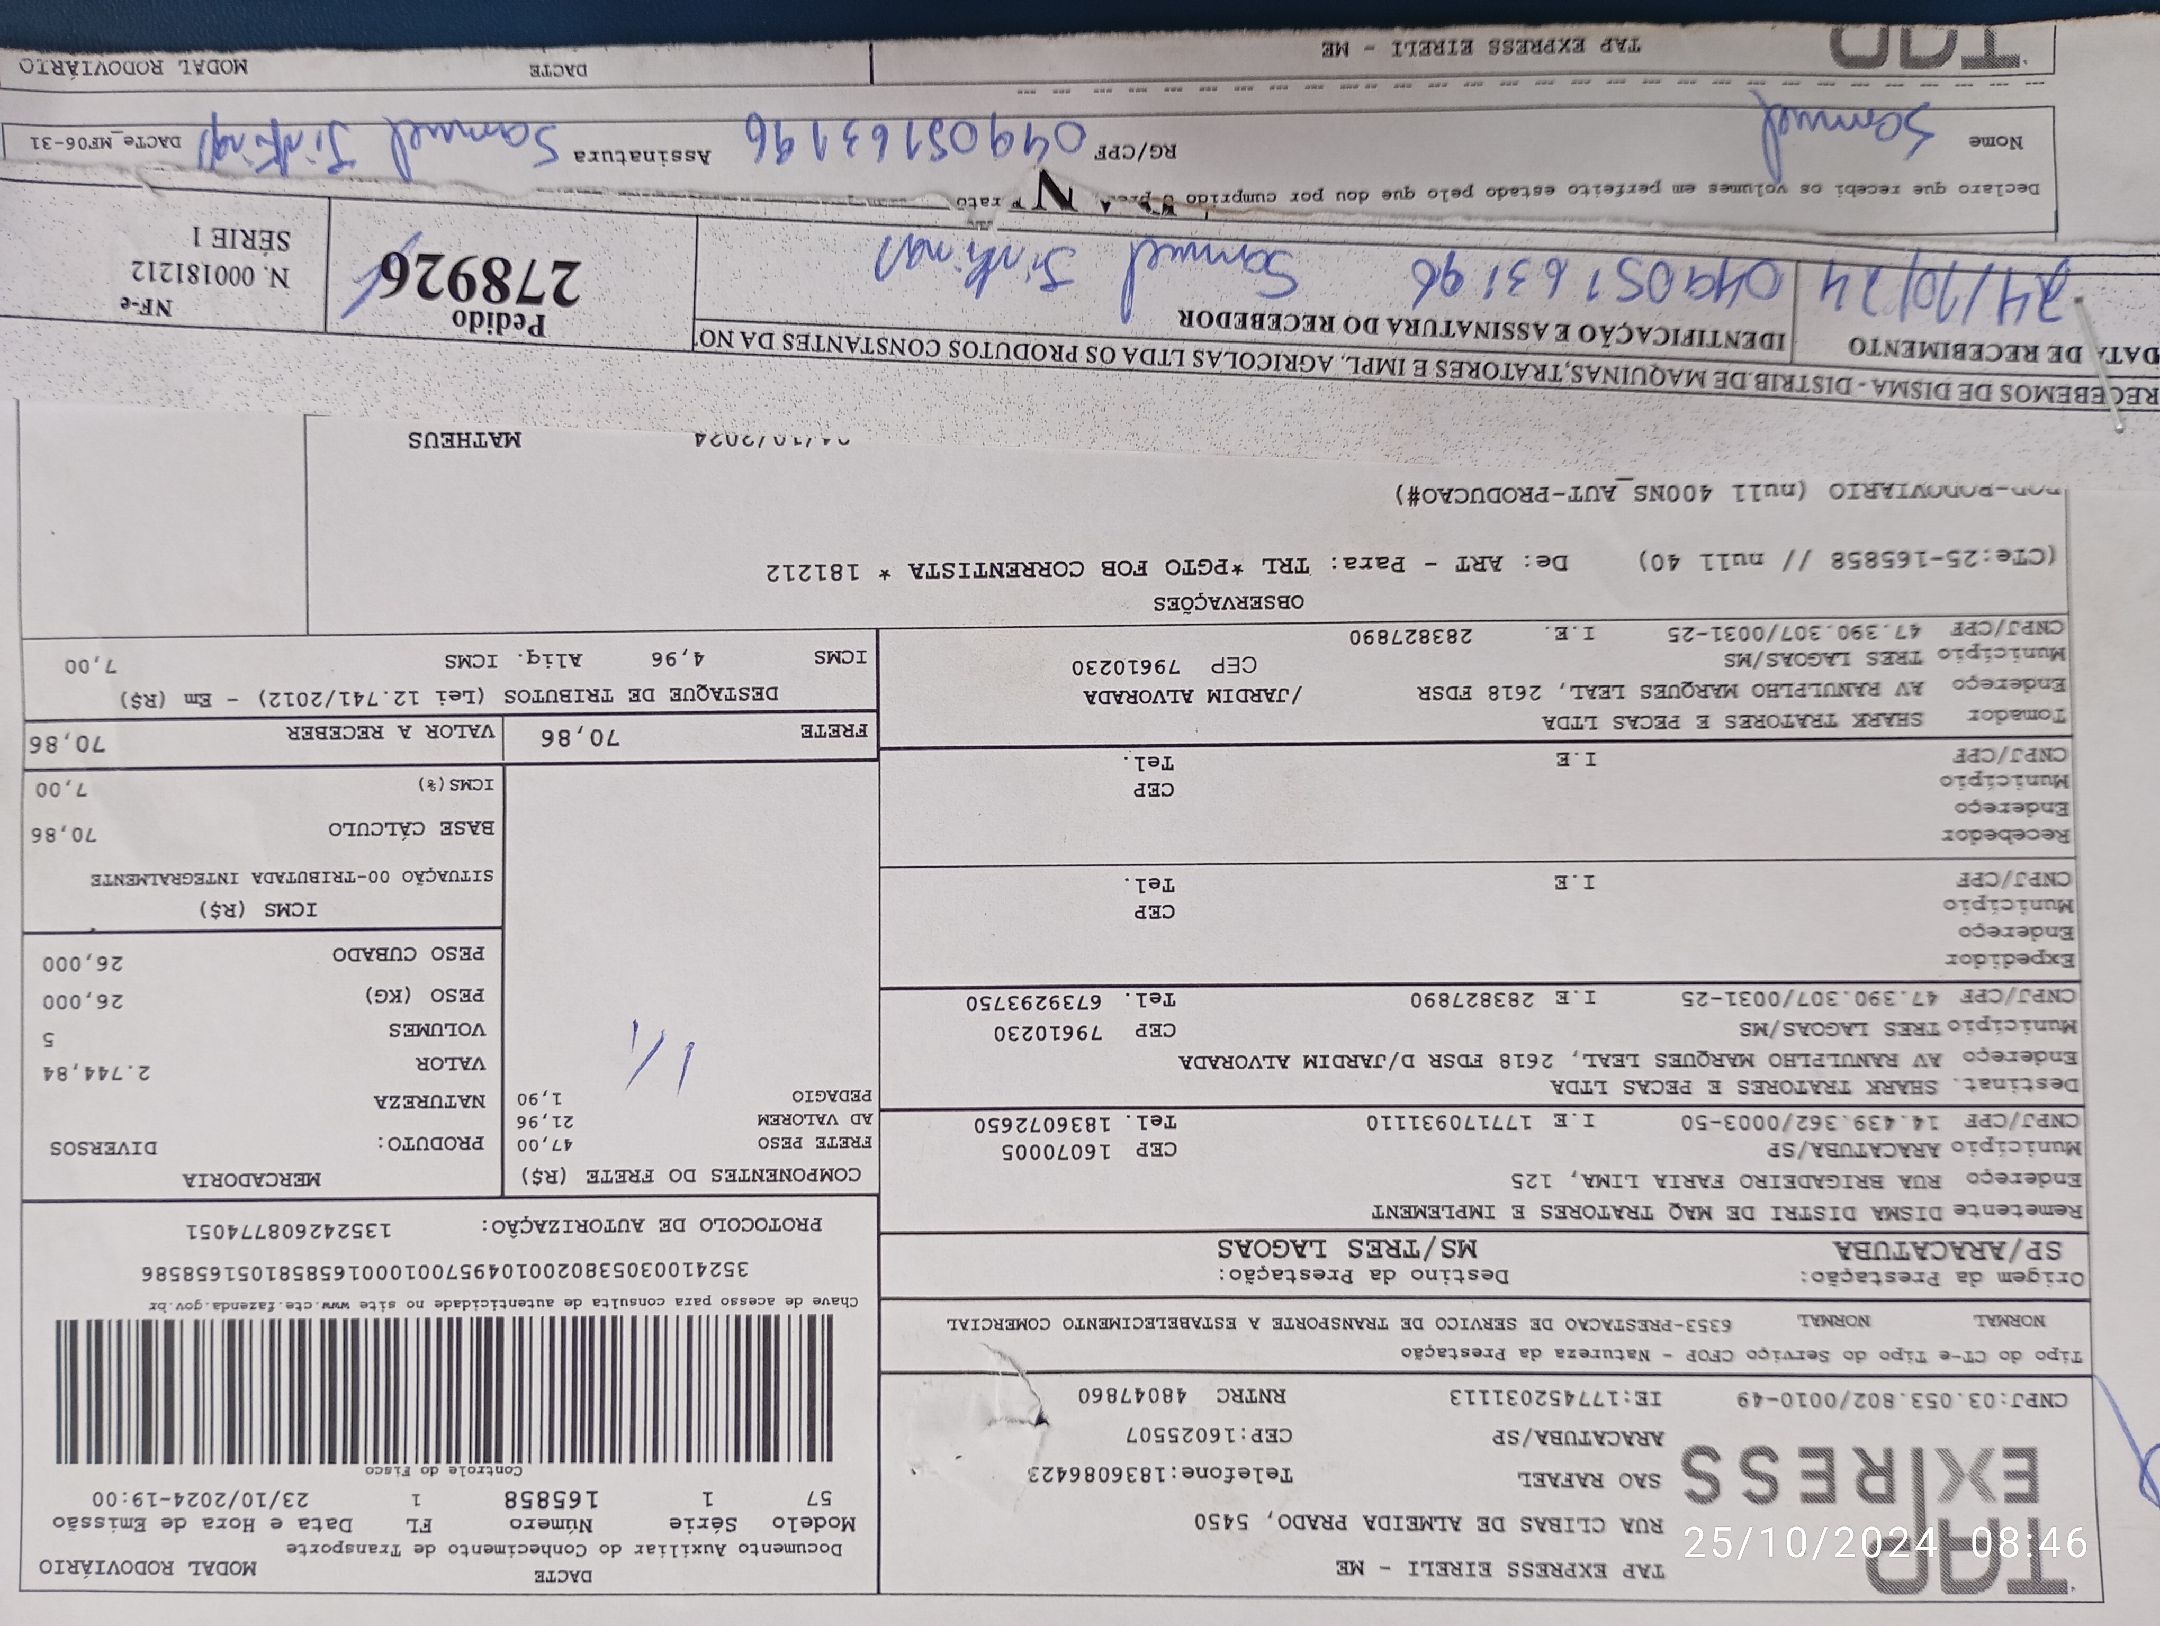 TAP EXPRESS
TAP EXPRESS EIRELI - ME
RUA CLIBAS DE ALMEIDA PRADO, 5450
SAO RAFAEL Telefone:1836086423
ARACATUBA/SP CEP:16025507
CNPJ:03.053.802/0010-49 IE:177452031113 RNTRC 48047860
DACTE MODAL RODOVIÁRIO
Documento Auxiliar do Conhecimento de Transporte
Modelo Série Número FL Data e Hora de Emissão
57 1 165858 1 23/10/2024-19:00
Controle do Fisco
Chave de acesso para consulta de autenticidade no site www.cte.fazenda.gov.br
35241003053802001049570010001658581051658586
PROTOCOLO DE AUTORIZAÇÃO: 135242608774051
Tipo do CT-e Tipo do Serviço CFOP - Natureza da Prestação
NORMAL NORMAL 6353-PRESTACAO DE SERVICO DE TRANSPORTE A ESTABELECIMENTO COMERCIAL
Origem da Prestação: Destino da Prestação:
SP/ARACATUBA MS/TRES LAGOAS
Remetente DISMA DISTRI DE MAQ TRATORES E IMPLEMENT
Endereço RUA BRIGADEIRO FARIA LIMA, 125
Município ARACATUBA/SP CEP 16070005
CNPJ/CPF 14.439.362/0003-50 I.E 177170931110 Tel. 1836072650
Destinat. SHARK TRATORES E PECAS LTDA
Endereço AV RANULPLHO MARQUES LEAL, 2618 FDSR D/JARDIM ALVORADA
Município TRES LAGOAS/MS CEP 79610230
CNPJ/CPF 47.390.307/0031-25 I.E 283827890 Tel. 6739293750
Expedidor
Endereço
Município CEP
CNPJ/CPF I.E Tel.
Recebedor
Endereço
Município CEP
CNPJ/CPF I.E Tel.
Tomador SHARK TRATORES E PECAS LTDA
Endereço AV RANULPLHO MARQUES LEAL, 2618 FDSR /JARDIM ALVORADA
Município TRES LAGOAS/MS CEP 79610230
CNPJ/CPF 47.390.307/0031-25 I.E. 283827890
COMPONENTES DO FRETE (R$)
FRETE PESO 47,00
AD VALOREM 21,96
PEDAGIO 1,90
1/1
MERCADORIA
PRODUTO: DIVERSOS
NATUREZA
VALOR 2.744,84
VOLUMES 5
PESO (KG) 26,000
PESO CUBADO 26,000
ICMS (R$)
SITUAÇÃO 00-TRIBUTADA INTEGRALMENTE
BASE CÁLCULO 70,86
ICMS(%) 7,00
FRETE 70,86 VALOR A RECEBER 70,86
DESTAQUE DE TRIBUTOS (Lei 12.741/2012) - Em (R$)
ICMS 4,96 Aliq. ICMS 7,00
OBSERVAÇÕES
(CTe:25-165858 // null 40) De: ART - Para: TRL *PGTO FOB CORRENTISTA * 181212
RODOVIARIO (null 400NS_AUT-PRODUCAO#)
/10/2024 MATHEUS
RECEBEMOS DE DISMA - DISTRIB.DE MAQUINAS,TRATORES E IMPL. AGRICOLAS LTDA OS PRODUTOS CONSTANTES DA NO
DATA DE RECEBIMENTO IDENTIFICAÇÃO E ASSINATURA DO RECEBEDOR
24/10/24 04905163196 Samuel
Pedido
278926
NF-e
N. 000181212
SÉRIE 1
Declaro que recebi os volumes em perfeito estado pelo que dou por cumprido o
Nome Samuel RG/CPF 04905163196 Assinatura Samuel DACTE_MF06-31
TAP
TAP EXPRESS EIRELI - ME DACTE MODAL RODOVIÁRIO
25/10/2024 08:46